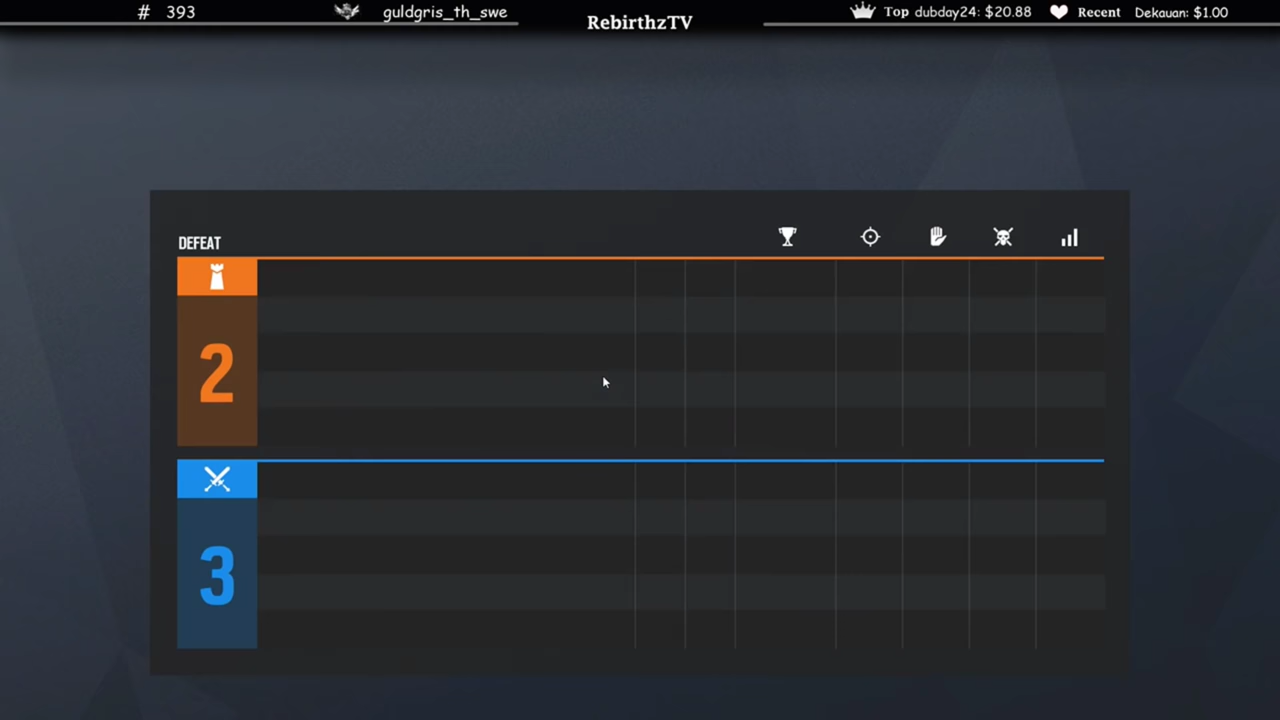 # 393
guldgris_th_swe
RebirthzTV
Top dubday24: $20.88
Recent Dekauan: $1.00
DEFEAT
2
3